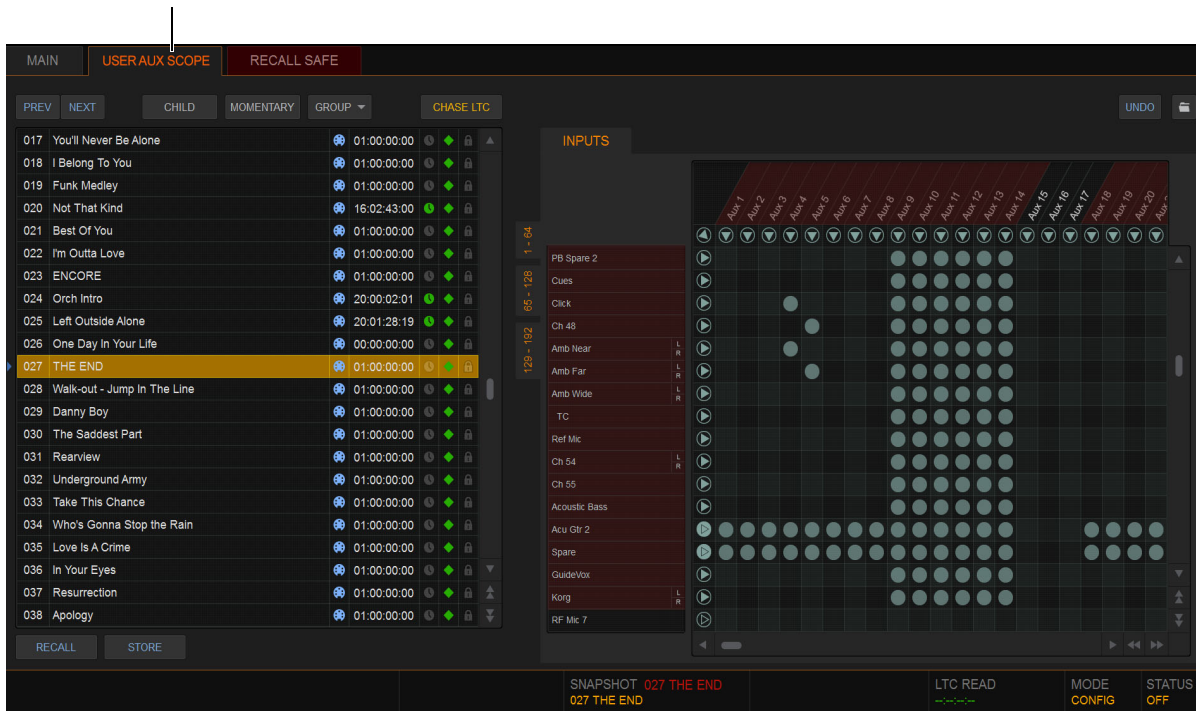 MAIN USER AUX SCOPE RECALL SAFE
PREV NEXT CHILD MOMENTARY GROUP CHASE LTC UNDO
017 You'll Never Be Alone 01:00:00:00
018 I Belong To You 01:00:00:00
019 Funk Medley 01:00:00:00
020 Not That Kind 16:02:43:00
021 Best Of You 01:00:00:00
022 I'm Outta Love 01:00:00:00
023 ENCORE 01:00:00:00
024 Orch Intro 20:00:02:01
025 Left Outside Alone 20:01:28:19
026 One Day In Your Life 00:00:00:00
027 THE END 01:00:00:00
028 Walk-out - Jump In The Line 01:00:00:00
029 Danny Boy 01:00:00:00
030 The Saddest Part 01:00:00:00
031 Rearview 01:00:00:00
032 Underground Army 01:00:00:00
033 Take This Chance 01:00:00:00
034 Who's Gonna Stop the Rain 01:00:00:00
035 Love Is A Crime 01:00:00:00
036 In Your Eyes 01:00:00:00
037 Resurrection 01:00:00:00
038 Apology 01:00:00:00
RECALL STORE
INPUTS
1 - 64
65 - 128
129 - 192
Aux 1 Aux 2 Aux 3 Aux 4 Aux 5 Aux 6 Aux 7 Aux 8 Aux 9 Aux 10 Aux 11 Aux 12 Aux 13 Aux 14 Aux 15 Aux 16 Aux 17 Aux 18 Aux 19 Aux 20 Aux
PB Spare 2
Cues
Click
Ch 48
Amb Near L R
Amb Far L R
Amb Wide L R
TC
Ref Mic
Ch 54 L R
Ch 55
Acoustic Bass
Acu Gtr 2
Spare
GuideVox
Korg L R
RF Mic 7
SNAPSHOT 027 THE END LTC READ MODE STATUS
027 THE END --:--:--:-- CONFIG OFF